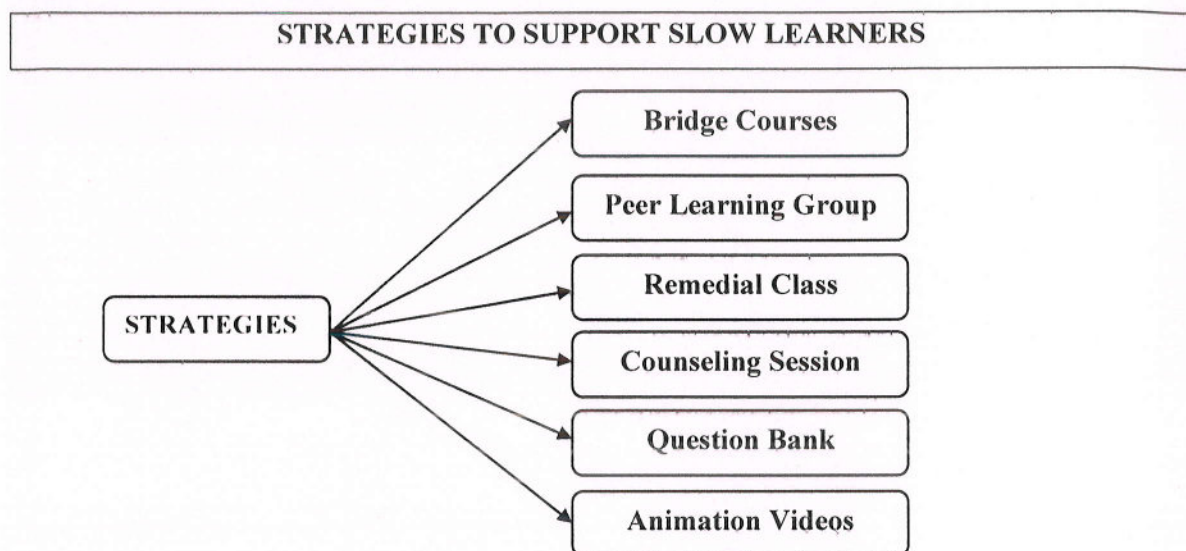 STRATEGIES TO SUPPORT SLOW LEARNERS
Bridge Courses
Peer Learning Group
Remedial Class
STRATEGIES
Counseling Session
Question Bank
Animation Videos